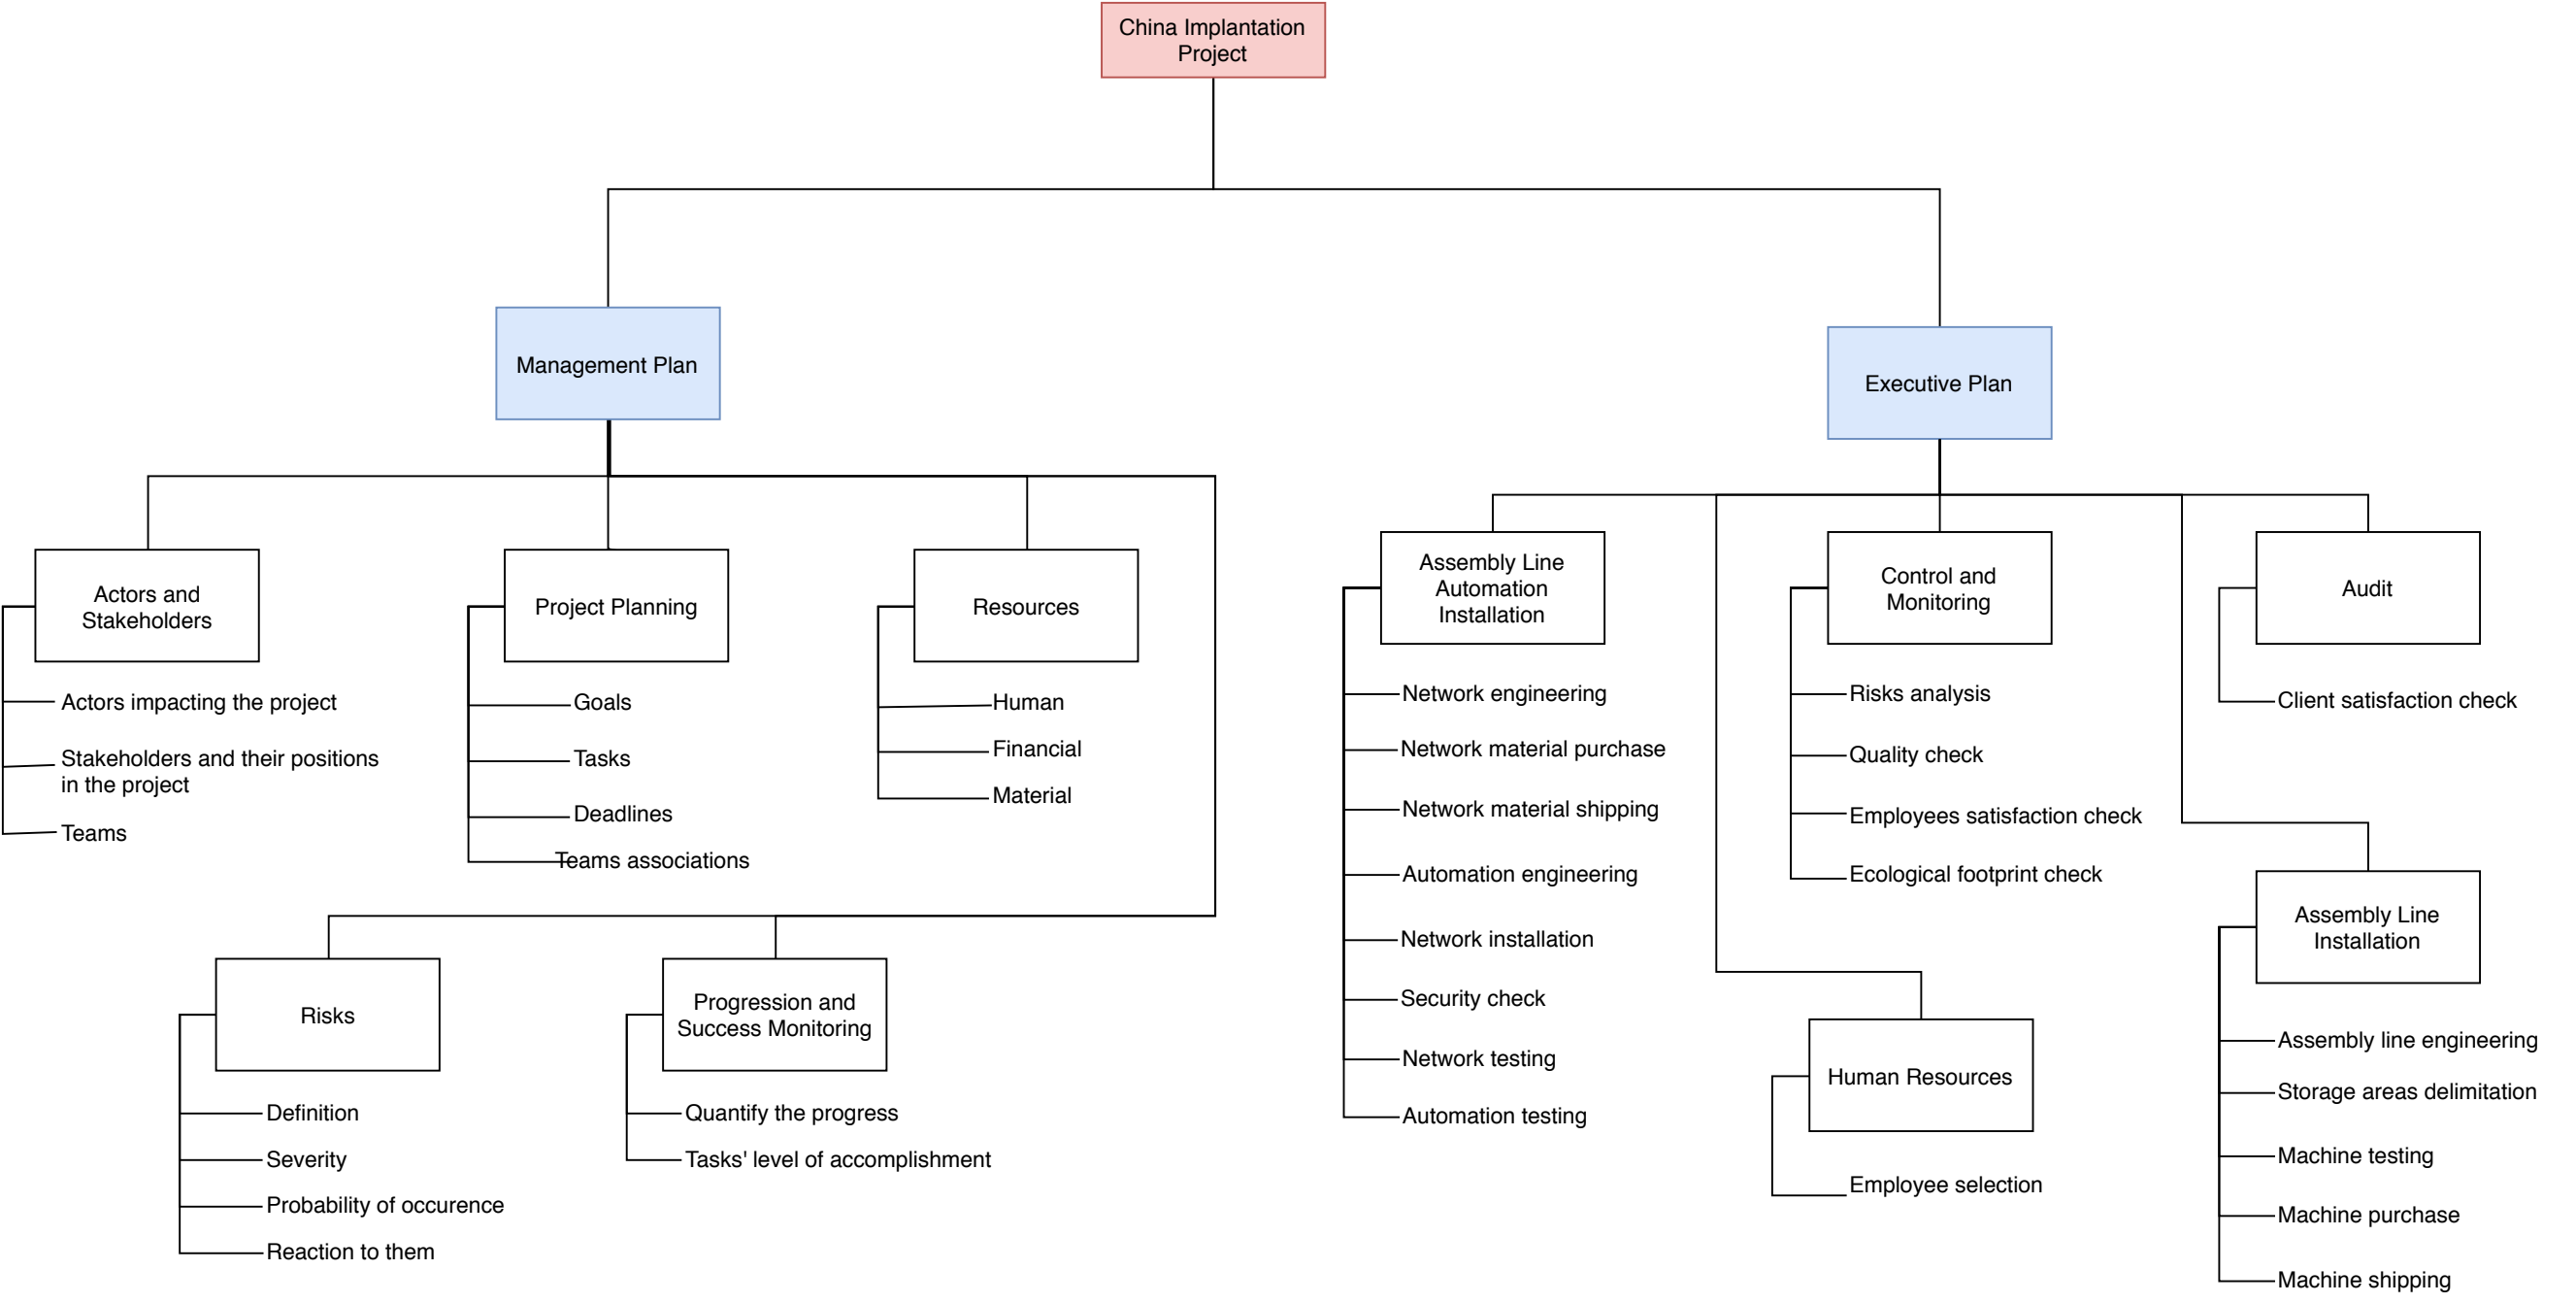 China Implantation
Project
Management Plan
Executive Plan
Actors and
Stakeholders
Actors impacting the project
Stakeholders and their positions
in the project
Teams
Project Planning
Goals
Tasks
Deadlines
Teams associations
Resources
Human
Financial
Material
Risks
Definition
Severity
Probability of occurence
Reaction to them
Progression and
Success Monitoring
Quantify the progress
Tasks' level of accomplishment
Assembly Line
Automation
Installation
Network engineering
Network material purchase
Network material shipping
Automation engineering
Network installation
Security check
Network testing
Automation testing
Control and
Monitoring
Risks analysis
Quality check
Employees satisfaction check
Ecological footprint check
Human Resources
Employee selection
Audit
Client satisfaction check
Assembly Line
Installation
Assembly line engineering
Storage areas delimitation
Machine testing
Machine purchase
Machine shipping